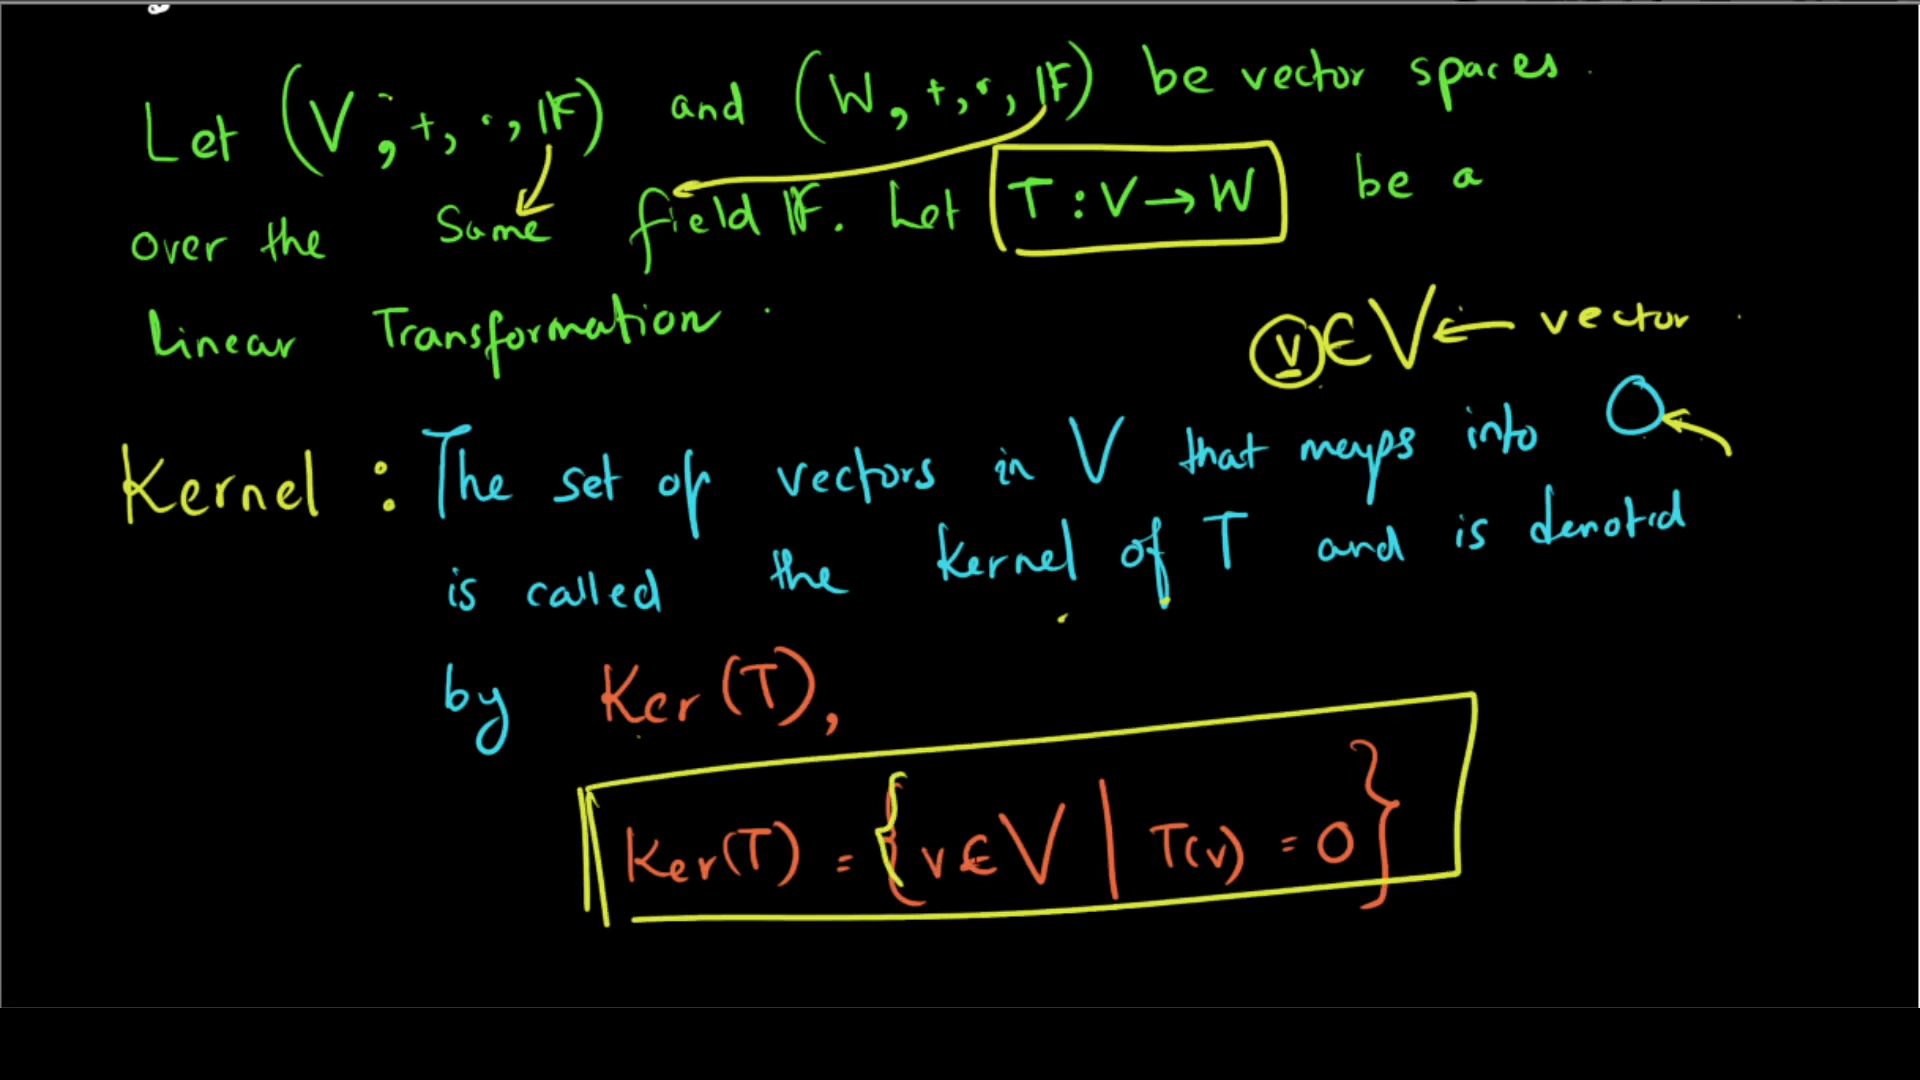 Let (V, +, ·, 𝔽) and (W, +, ·, 𝔽) be vector spaces.
over the same field 𝔽. Let T : V → W be a
Linear Transformation.
v ∈ V ← vector
Kernel : The set of vectors in V that maps into 0
is called the kernel of T and is denoted
by Ker(T),
Ker(T) = {v ∈ V | T(v) = 0}